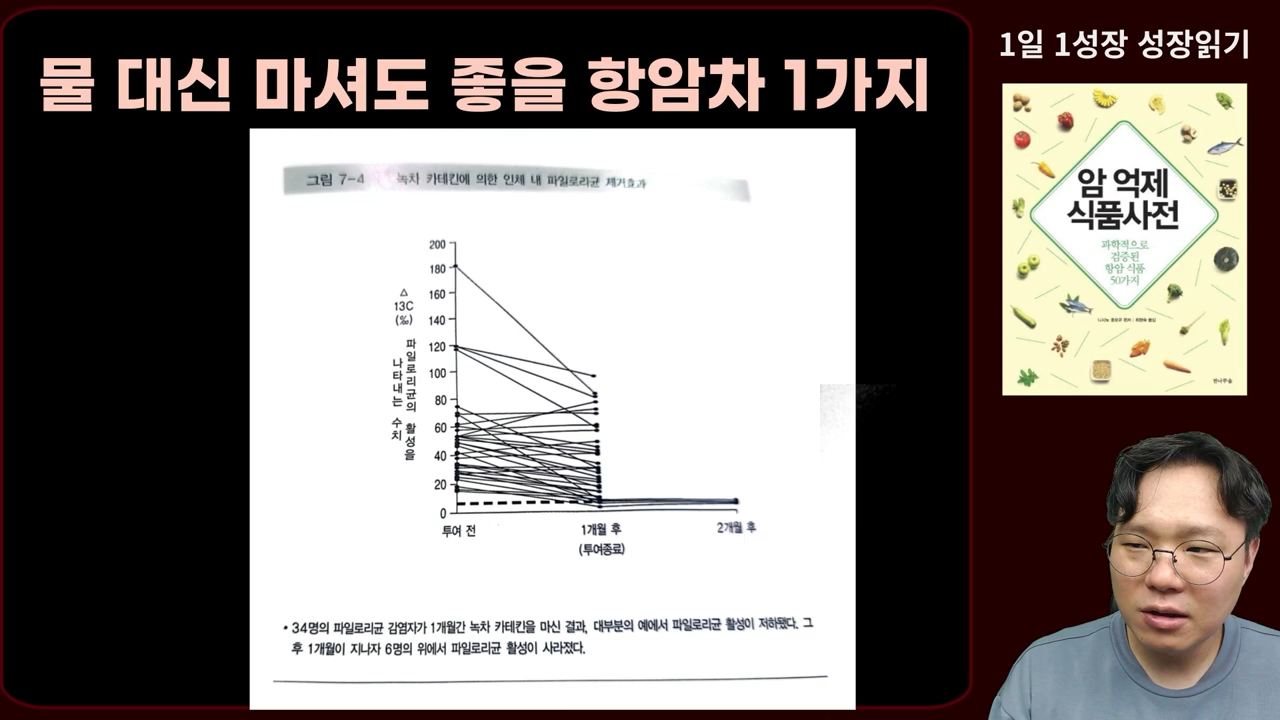 물 대신 마셔도 좋을 항암차 1가지
1일 1성장 성장읽기
그림 7-4 녹차 카테킨에 의한 인체 내 파일로리균 제거효과
200
180
160
140
120
100
80
60
40
20
0
△
13C
(‰)
파일로리균의 활성을
나타내는 수치
투여 전
1개월 후
(투여종료)
2개월 후
• 34명의 파일로리균 감염자가 1개월간 녹차 카테킨을 마신 결과, 대부분의 예에서 파일로리균 활성이 저하됐다. 그
후 1개월이 지나자 6명의 위에서 파일로리균 활성이 사라졌다.
암 억제
식품사전
과학적으로
검증된
항암 식품
50가지